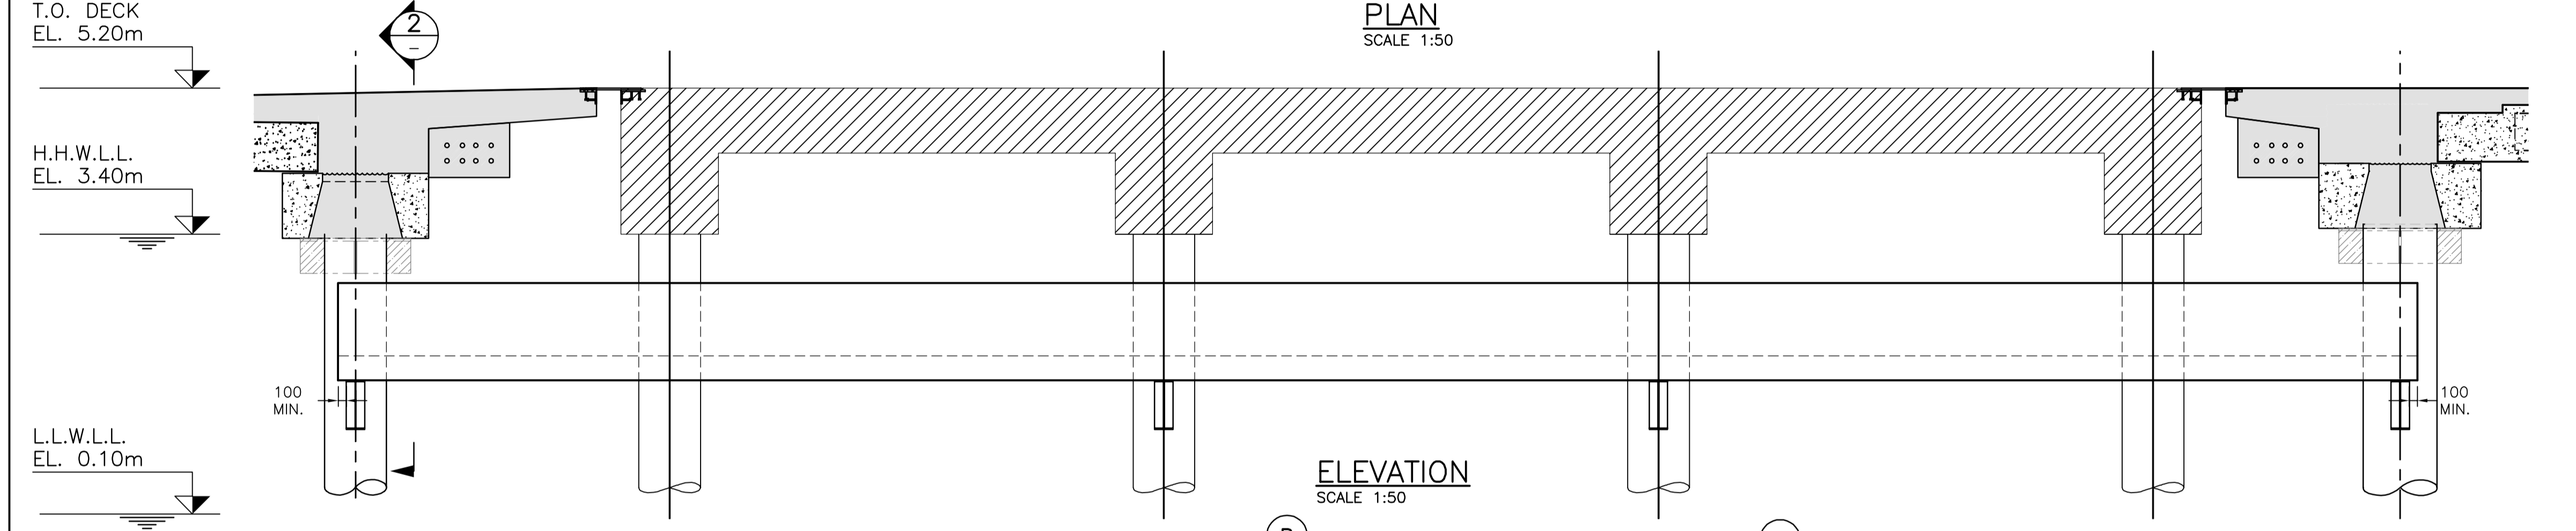 T.O. DECK
EL. 5.20m
2
–
PLAN
SCALE 1:50
H.H.W.L.L.
EL. 3.40m
100
MIN.
100
MIN.
L.L.W.L.L.
EL. 0.10m
ELEVATION
SCALE 1:50